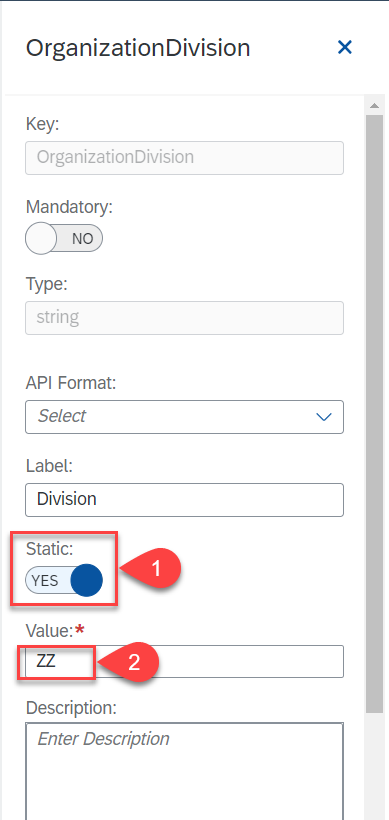 OrganizationDivision
Key:
OrganizationDivision
Mandatory:
NO
Type:
string
API Format:
Select
Label:
Division
Static:
YES
1
Value:*
ZZ
2
Description:
Enter Description